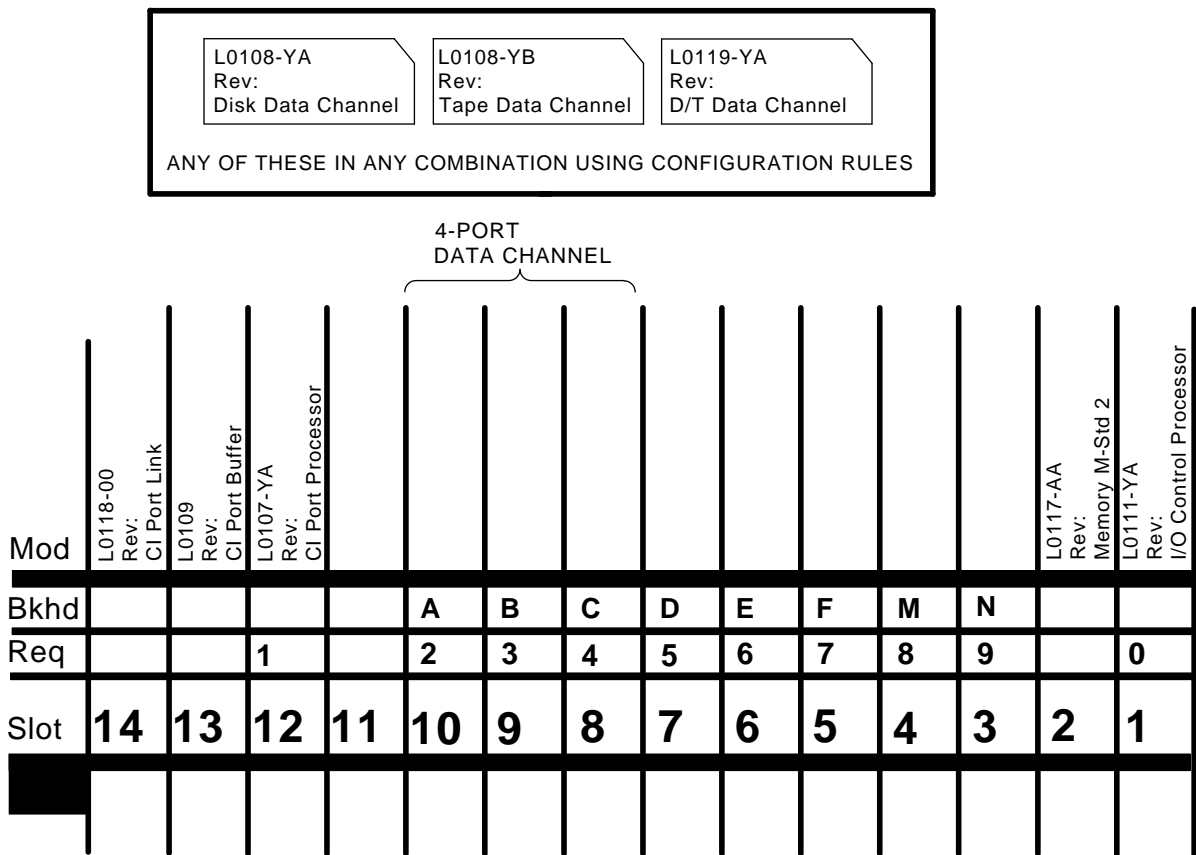 L0108-YA
Rev:
Disk Data Channel
L0108-YB
Rev:
Tape Data Channel
L0119-YA
Rev:
D/T Data Channel
ANY OF THESE IN ANY COMBINATION USING CONFIGURATION RULES
4-PORT
DATA CHANNEL
Mod
L0118-00
Rev:
CI Port Link
L0109
Rev:
CI Port Buffer
L0107-YA
Rev:
CI Port Processor
L0117-AA
Rev:
Memory M-Std 2
L0111-YA
Rev:
I/O Control Processor
Bkhd A B C D E F M N
Req 1 2 3 4 5 6 7 8 9 0
Slot 14 13 12 11 10 9 8 7 6 5 4 3 2 1